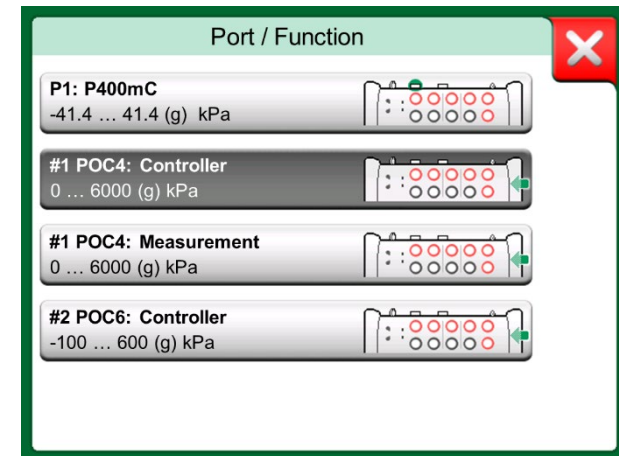 Port / Function
P1: P400mC
-41.4 … 41.4 (g) kPa
#1 POC4: Controller
0 … 6000 (g) kPa
#1 POC4: Measurement
0 … 6000 (g) kPa
#2 POC6: Controller
-100 … 600 (g) kPa